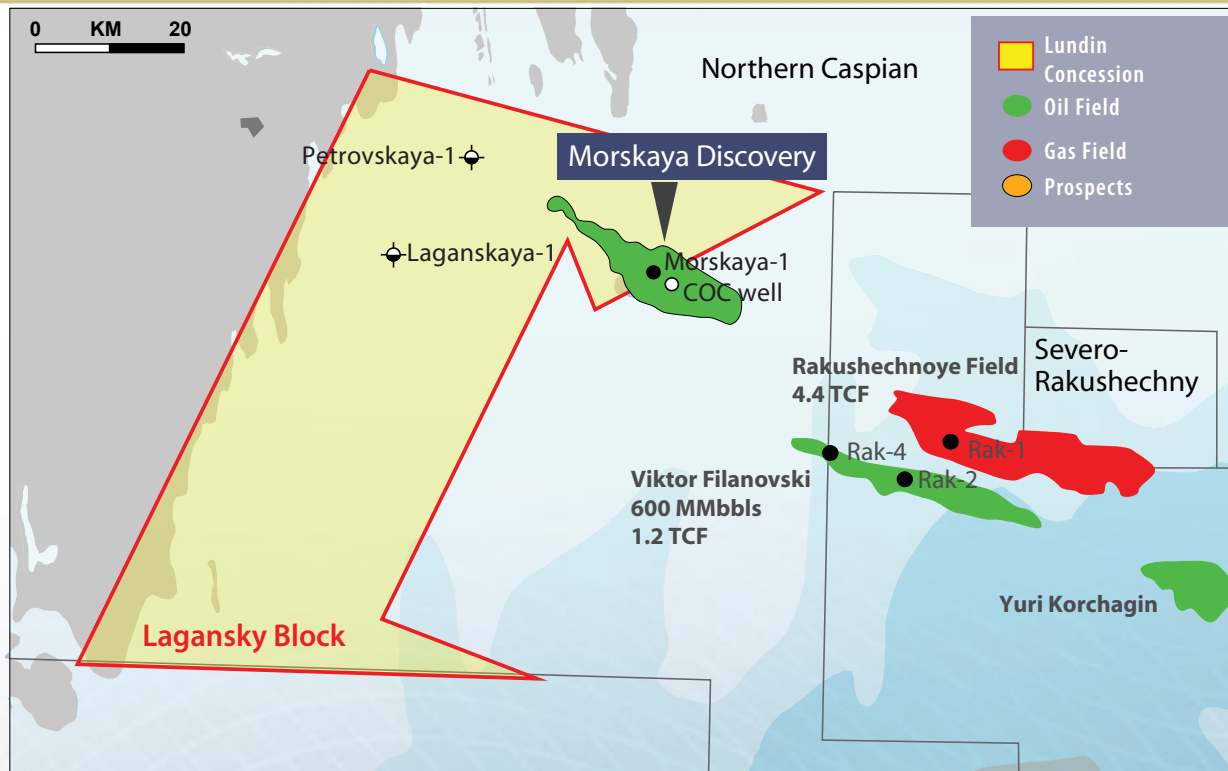 0 KM 20
Northern Caspian
Lundin
Concession
Oil Field
Gas Field
Prospects
Petrovskaya-1
Morskaya Discovery
Laganskaya-1
Morskaya-1
COC well
Severo-
Rakushechny
Rakushechnoye Field
4.4 TCF
Rak-4
Rak-1
Rak-2
Viktor Filanovski
600 MMbbls
1.2 TCF
Yuri Korchagin
Lagansky Block